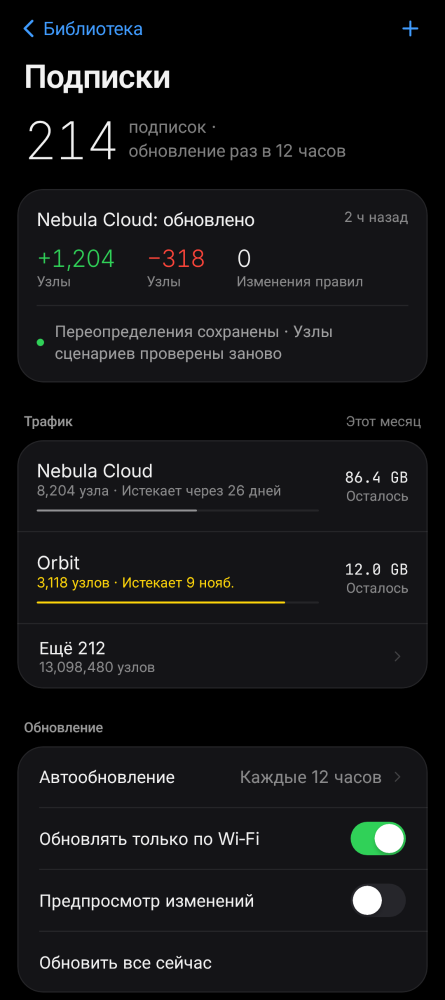 Библиотека
Подписки
214 подписок ·
обновление раз в 12 часов
Nebula Cloud: обновлено 2 ч назад
+1,204 −318 0
Узлы Узлы Изменения правил
Переопределения сохранены · Узлы
сценариев проверены заново
Трафик Этот месяц
Nebula Cloud 86.4 GB
8,204 узла · Истекает через 26 дней Осталось
Orbit 12.0 GB
3,118 узлов · Истекает 9 нояб. Осталось
Ещё 212
13,098,480 узлов
Обновление
Автообновление Каждые 12 часов
Обновлять только по Wi-Fi
Предпросмотр изменений
Обновить все сейчас